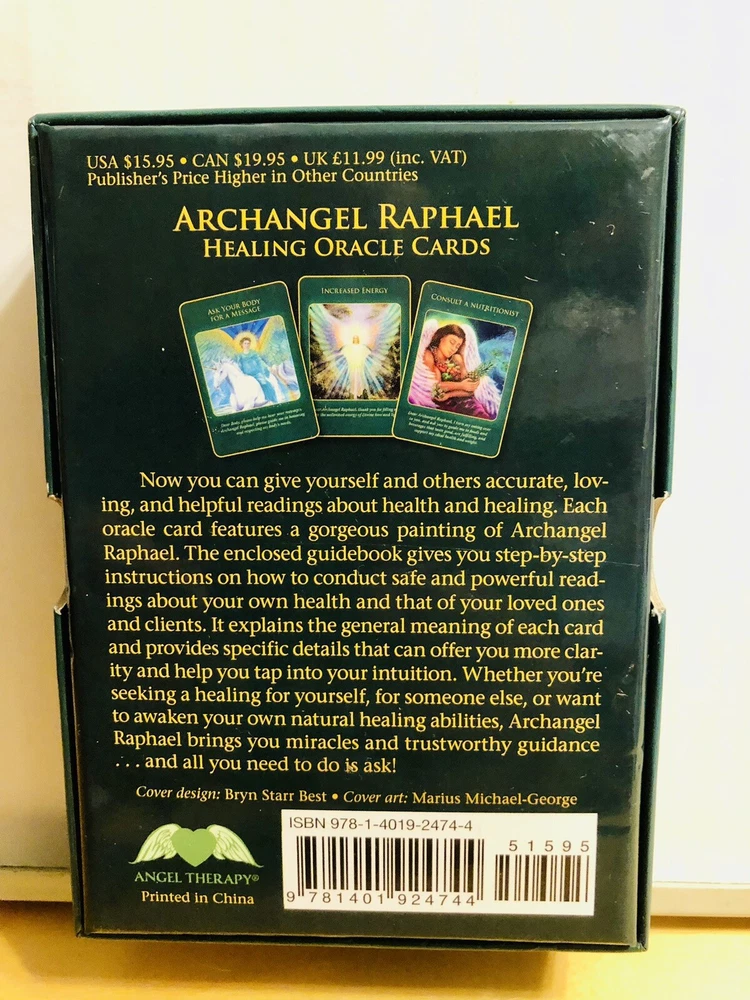 USA $15.95 • CAN $19.95 • UK £11.99 (inc. VAT)
Publisher's Price Higher in Other Countries
ARCHANGEL RAPHAEL
HEALING ORACLE CARDS
ASK YOUR BODY
FOR A MESSAGE
INCREASED ENERGY
CONSULT A NUTRITIONIST
Now you can give yourself and others accurate, lov-
ing, and helpful readings about health and healing. Each
oracle card features a gorgeous painting of Archangel
Raphael. The enclosed guidebook gives you step-by-step
instructions on how to conduct safe and powerful read-
ings about your own health and that of your loved ones
and clients. It explains the general meaning of each card
and provides specific details that can offer you more clar-
ity and help you tap into your intuition. Whether you're
seeking a healing for yourself, for someone else, or want
to awaken your own natural healing abilities, Archangel
Raphael brings you miracles and trustworthy guidance
. . . and all you need to do is ask!
Cover design: Bryn Starr Best • Cover art: Marius Michael-George
ANGEL THERAPY®
Printed in China
ISBN 978-1-4019-2474-4
51595
9 781401 924744